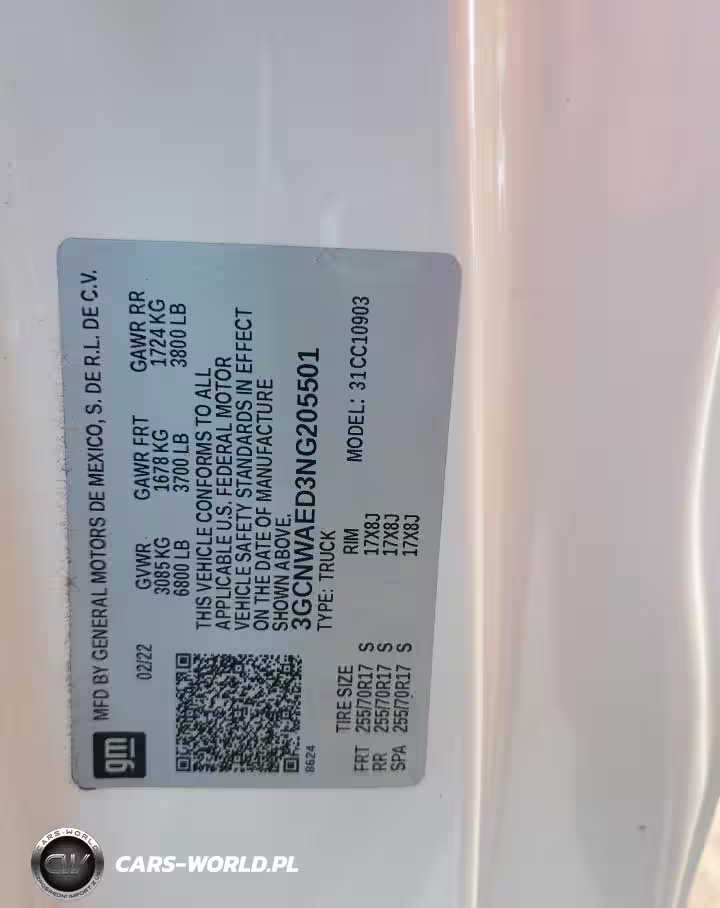 gm
MFD BY GENERAL MOTORS DE MEXICO, S. DE R.L. DE C.V.
02/22
GVWR GAWR FRT GAWR RR
3085 KG 1678 KG 1724 KG
6800 LB 3700 LB 3800 LB
THIS VEHICLE CONFORMS TO ALL
APPLICABLE U.S. FEDERAL MOTOR
VEHICLE SAFETY STANDARDS IN EFFECT
ON THE DATE OF MANUFACTURE
SHOWN ABOVE.
3GCNWAED3NG205501
TYPE: TRUCK MODEL: 31CC10903
8624
TIRE SIZE RIM
FRT 255/70R17 S 17X8J
RR 255/70R17 S 17X8J
SPA 255/70R17 S 17X8J
CARS-WORLD
CW
CARS-WORLD.PL